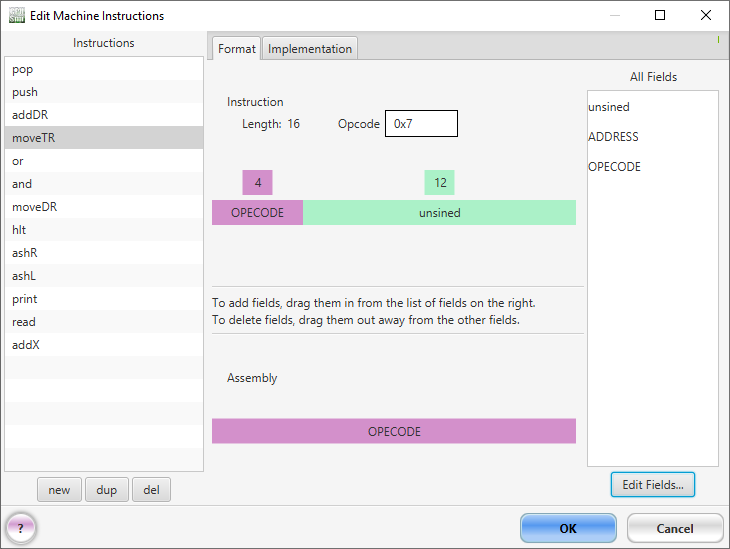 Edit Machine Instructions
Instructions
pop
push
addDR
moveTR
or
and
moveDR
hlt
ashR
ashL
print
read
addX
new dup del
Format Implementation
Instruction
Length: 16 Opcode 0x7
4 12
OPECODE unsined
To add fields, drag them in from the list of fields on the right.
To delete fields, drag them out away from the other fields.
Assembly
OPECODE
All Fields
unsined
ADDRESS
OPECODE
Edit Fields...
? OK Cancel